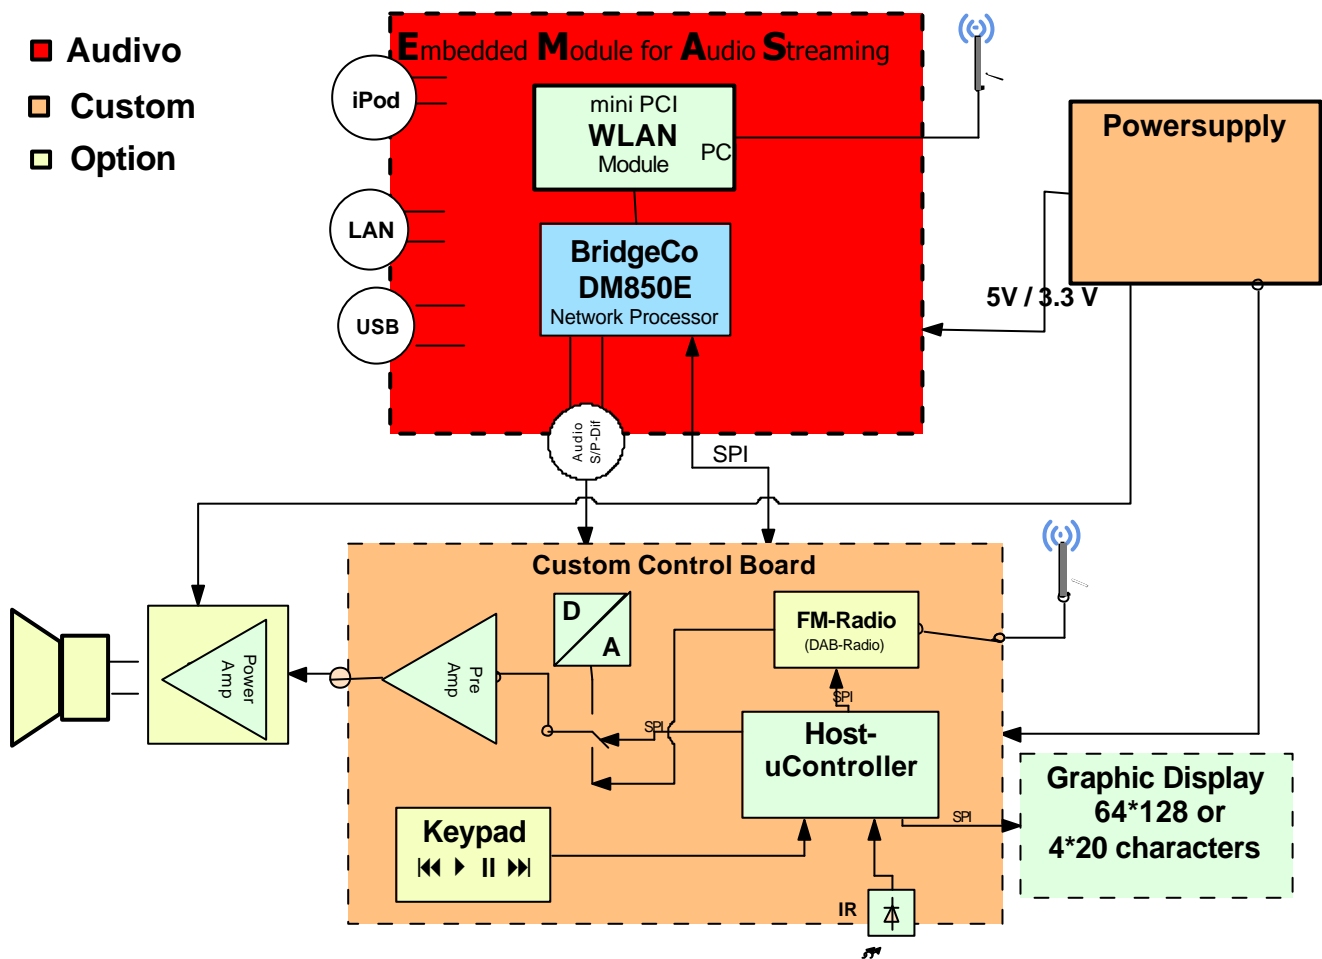 Audivo
Custom
Option
Embedded Module for Audio Streaming
iPod
mini PCI
WLAN
Module
PCI
LAN
BridgeCo
DM850E
Network Processor
USB
Audio
S/P-Dif
SPI
Powersupply
5V / 3.3 V
Custom Control Board
D
A
FM-Radio
(DAB-Radio)
Power
Amp
Pre
Amp
SPI
SPI
Host-
uController
SPI
Keypad
IR
Graphic Display
64*128 or
4*20 characters